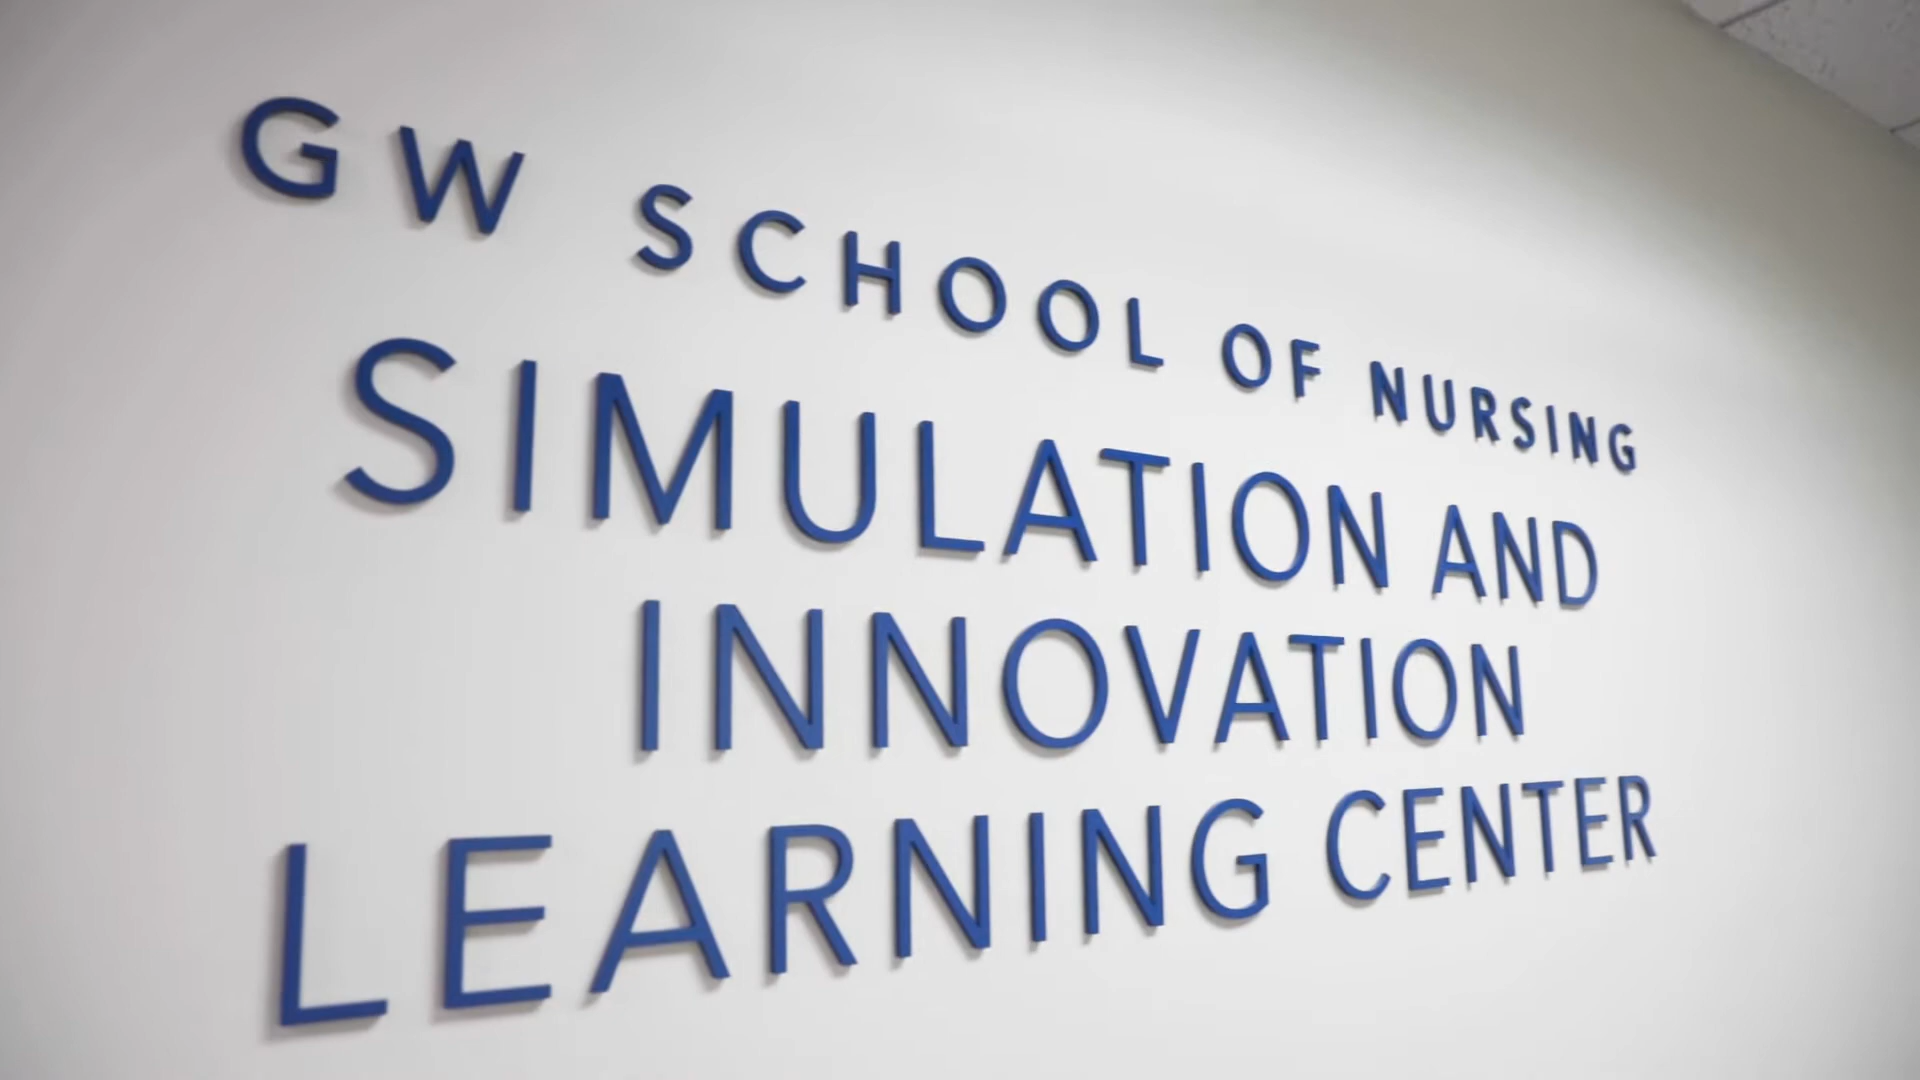 GW SCHOOL OF NURSING
SIMULATION AND
INNOVATION
LEARNING CENTER